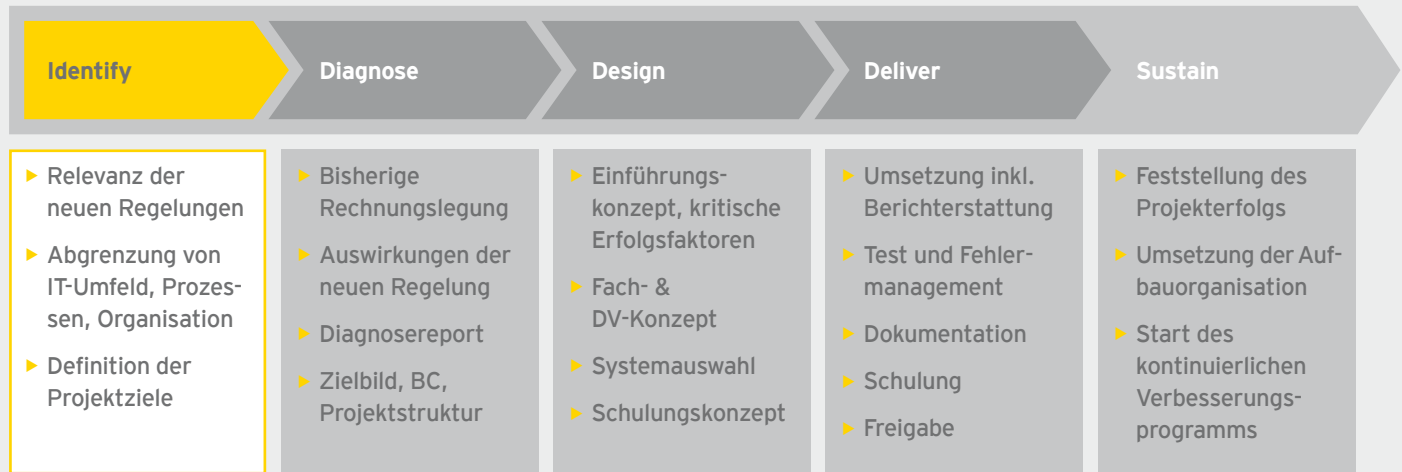 Identify
Diagnose
Design
Deliver
Sustain
Relevanz der
neuen Regelungen
Abgrenzung von
IT-Umfeld, Prozes-
sen, Organisation
Definition der
Projektziele
Bisherige
Rechnungslegung
Auswirkungen der
neuen Regelung
Diagnosereport
Zielbild, BC,
Projektstruktur
Einführungs-
konzept, kritische
Erfolgsfaktoren
Fach- &
DV-Konzept
Systemauswahl
Schulungskonzept
Umsetzung inkl.
Berichterstattung
Test und Fehler-
management
Dokumentation
Schulung
Freigabe
Feststellung des
Projekterfolgs
Umsetzung der Auf-
bauorganisation
Start des
kontinuierlichen
Verbesserungs-
programms